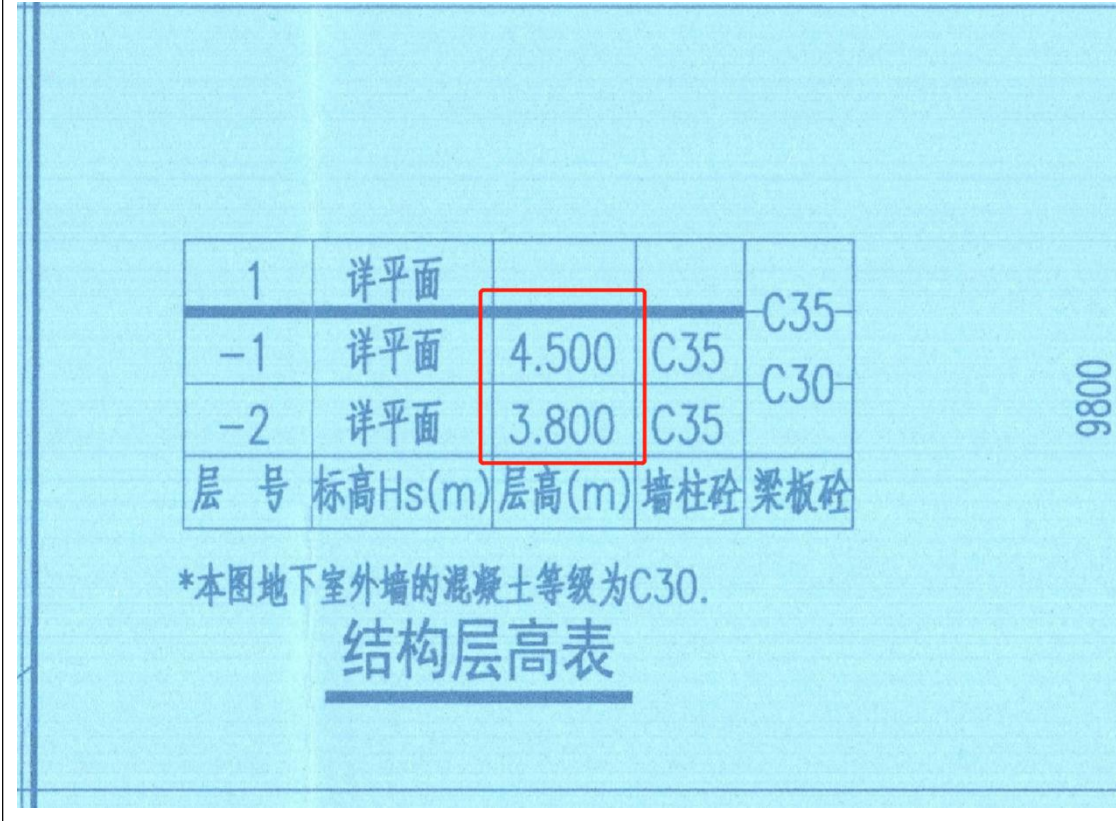 1 详平面
C35
-1 详平面 4.500 C35
C30
-2 详平面 3.800 C35
层 号 标高Hs(m) 层高(m) 墙柱砼 梁板砼
*本图地下室外墙的混凝土等级为C30.
结构层高表
9800